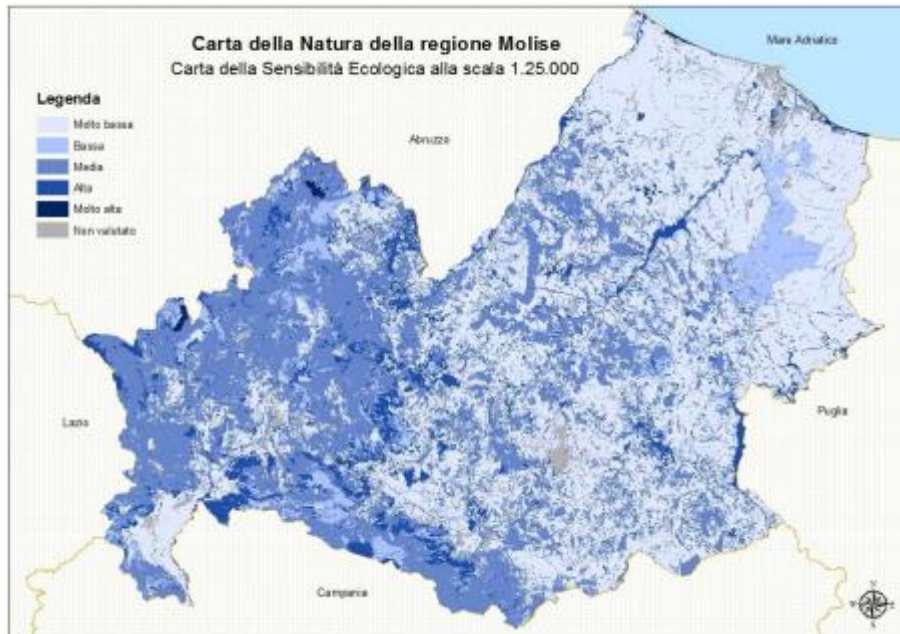 Carta della Natura della regione Molise
Carta della Sensibilità Ecologica alla scala 1:25.000
Mare Adriatico
Legenda
Molto bassa
Bassa
Media
Alta
Molto alta
Non valutato
Abruzzo
Lazio
Puglia
Campania
N
S